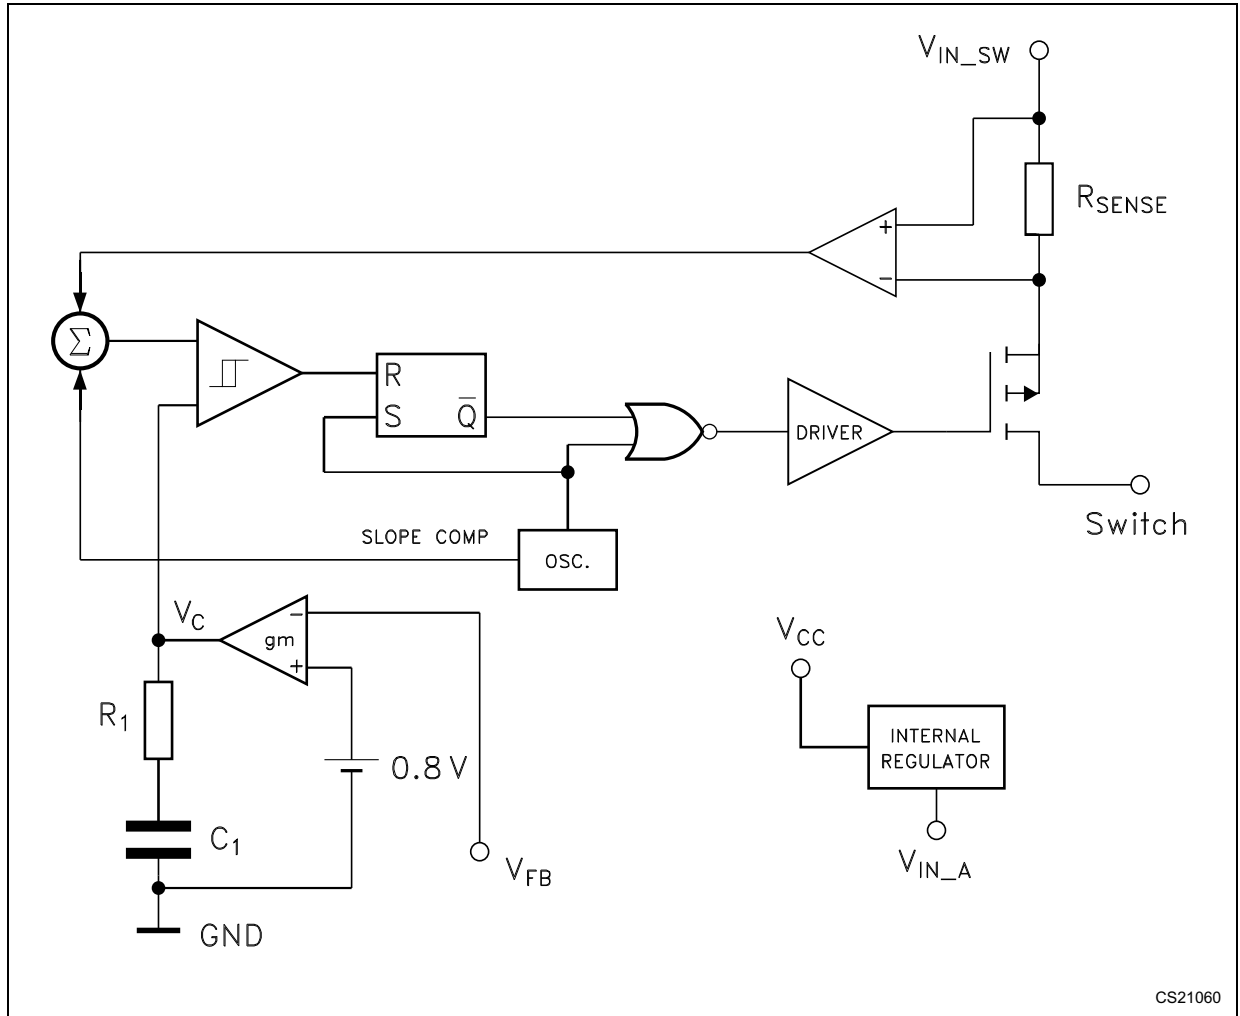 V_IN_SW
R_SENSE
+
−
Σ
R
S
Q̅
DRIVER
Switch
SLOPE COMP
OSC.
V_C
gm
−
+
R_1
0.8 V
C_1
V_FB
GND
V_CC
INTERNAL
REGULATOR
V_IN_A
CS21060